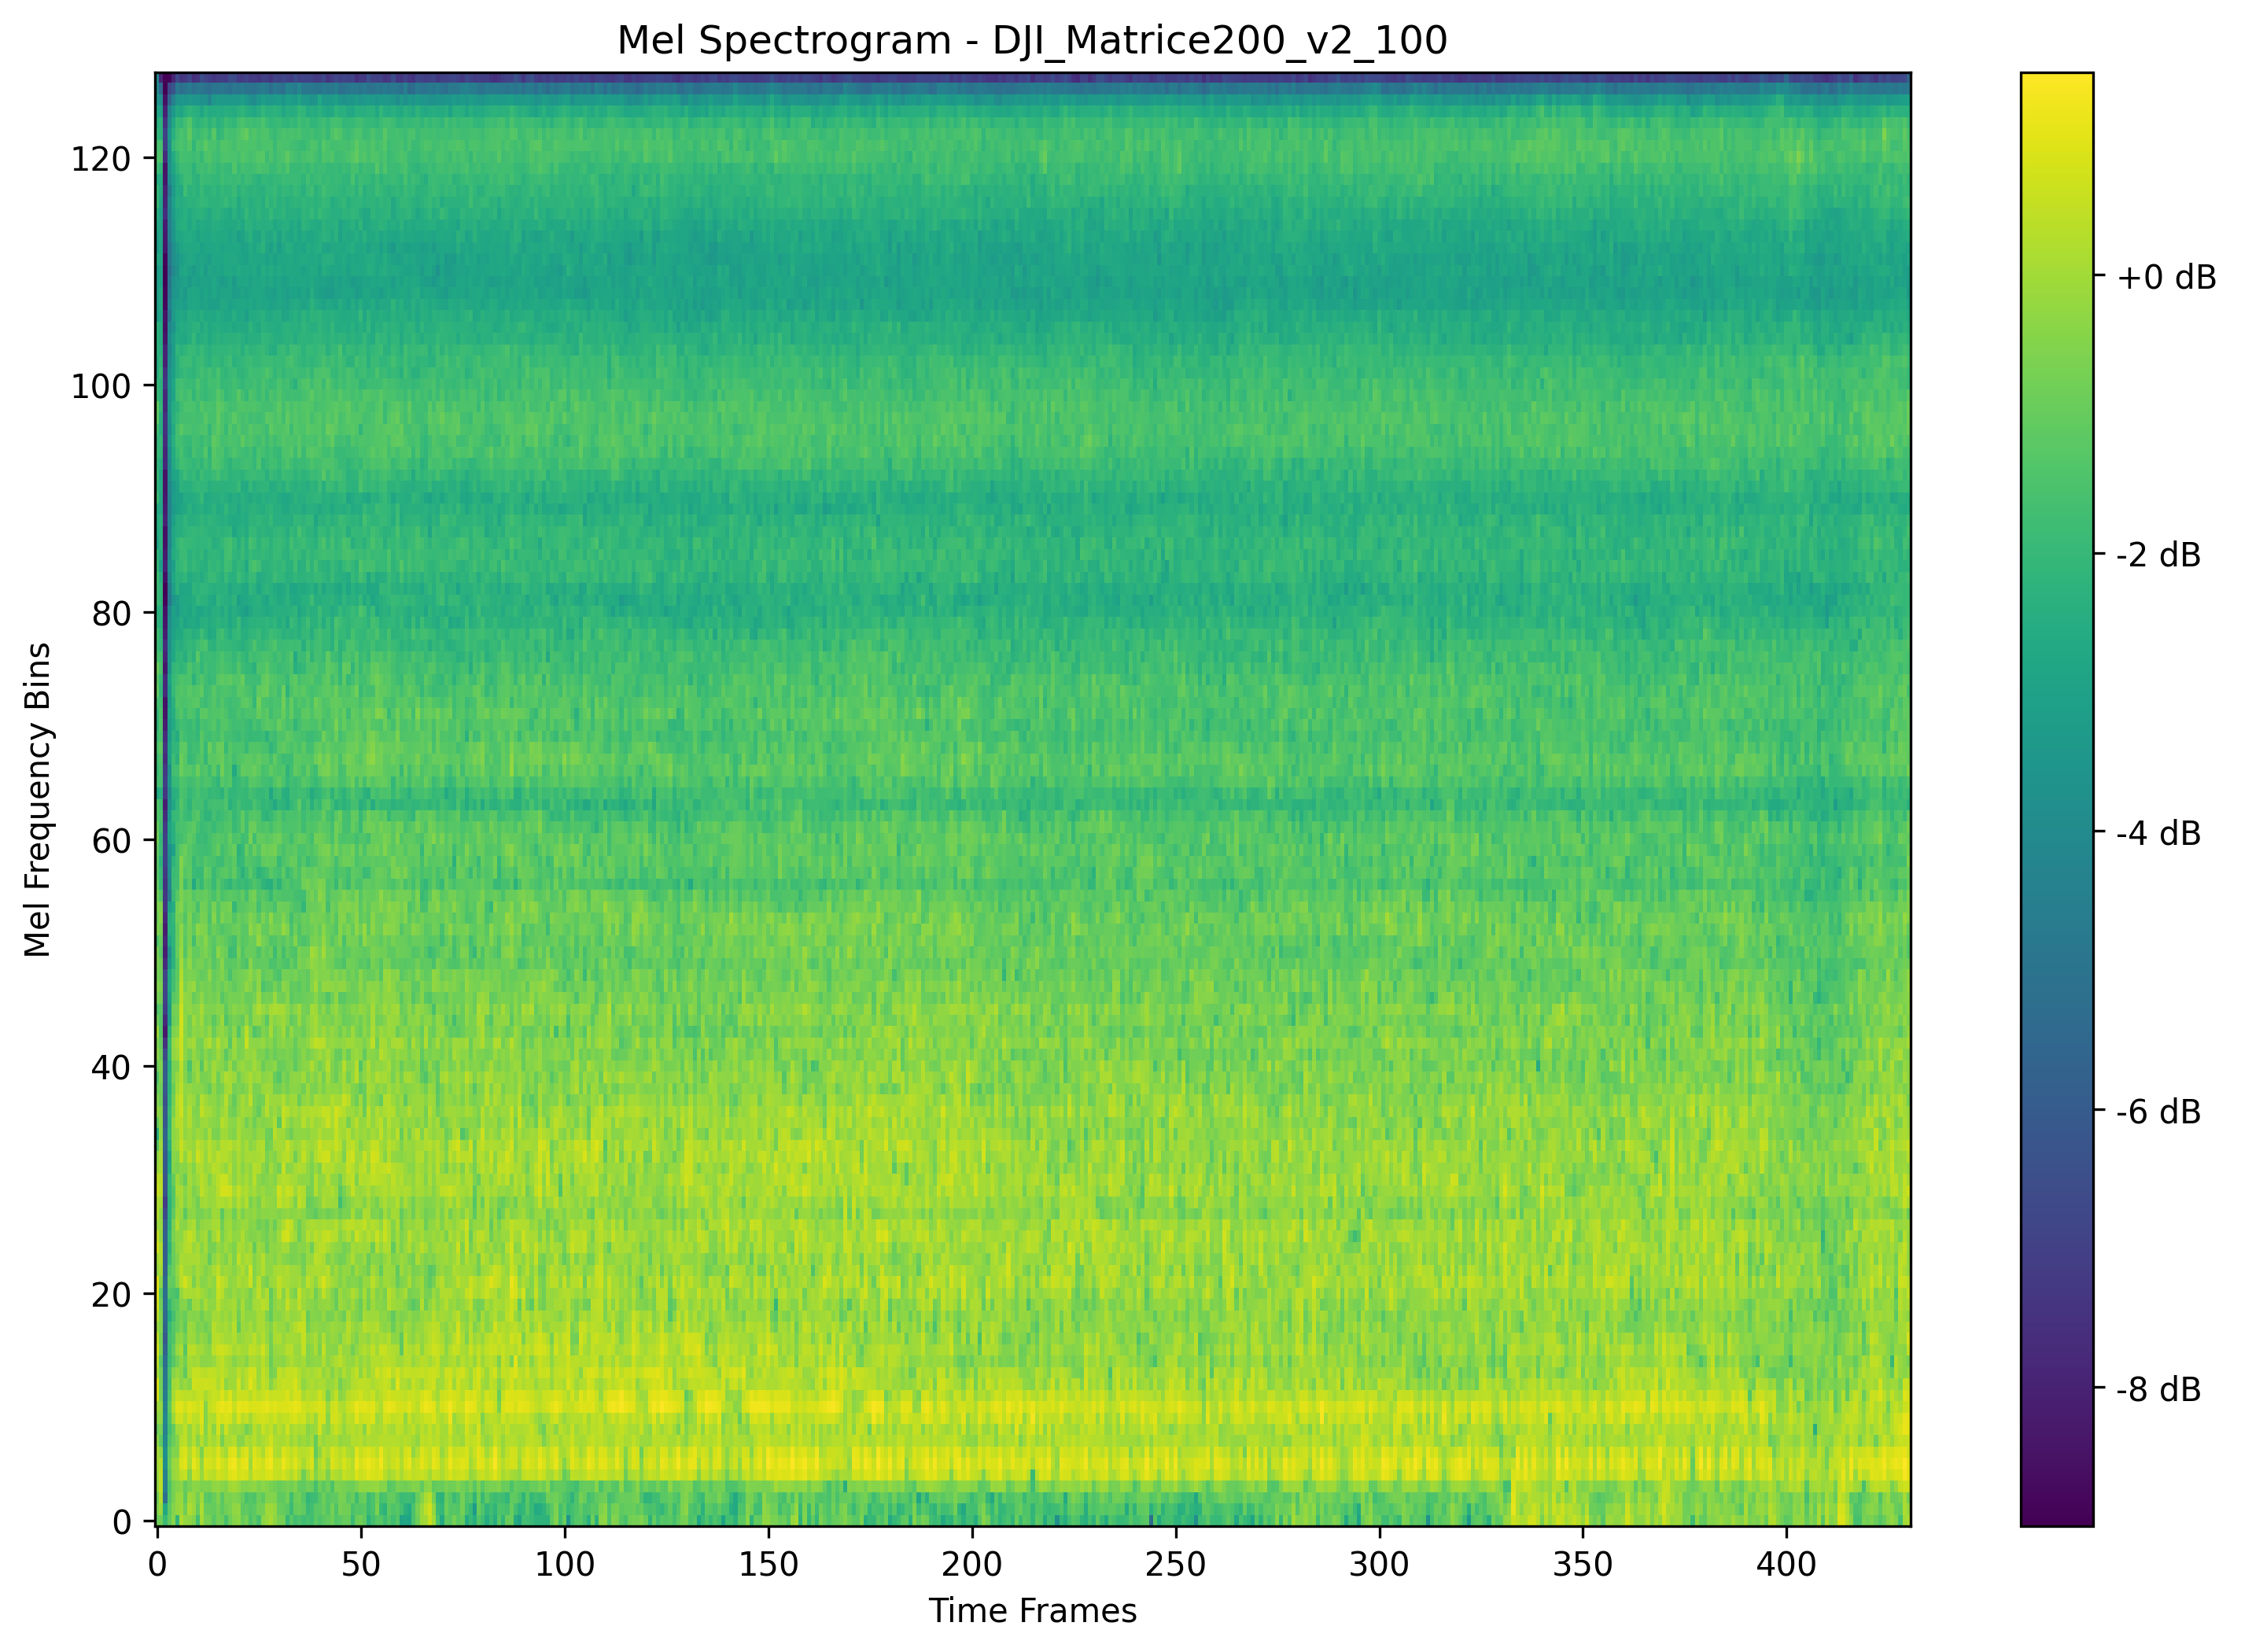 Mel Spectrogram - DJI_Matrice200_v2_100
Mel Frequency Bins
120
100
80
60
40
20
0
0 50 100 150 200 250 300 350 400
Time Frames
+0 dB
-2 dB
-4 dB
-6 dB
-8 dB